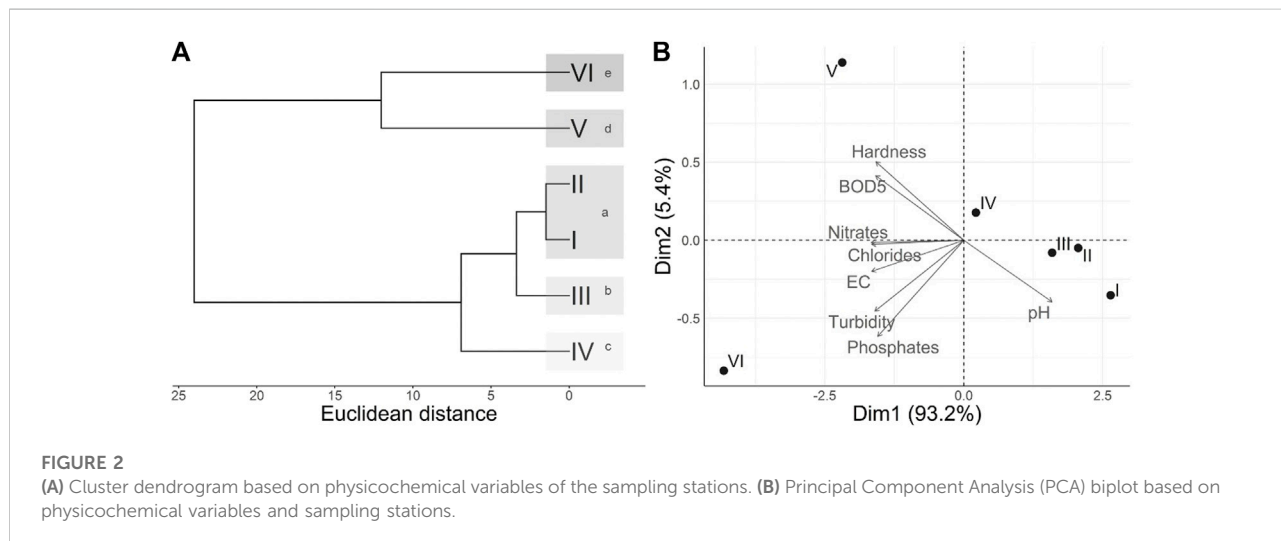 A
VI e
V d
II
a
I
III b
IV c
25 20 15 10 5 0
Euclidean distance
B
1.0
0.5
0.0
-0.5
Dim2 (5.4%)
V
Hardness
BOD5
IV
Nitrates
Chlorides
III
II
EC
I
pH
Turbidity
Phosphates
VI
-2.5 0.0 2.5
Dim1 (93.2%)
FIGURE 2
(A) Cluster dendrogram based on physicochemical variables of the sampling stations. (B) Principal Component Analysis (PCA) biplot based on
physicochemical variables and sampling stations.